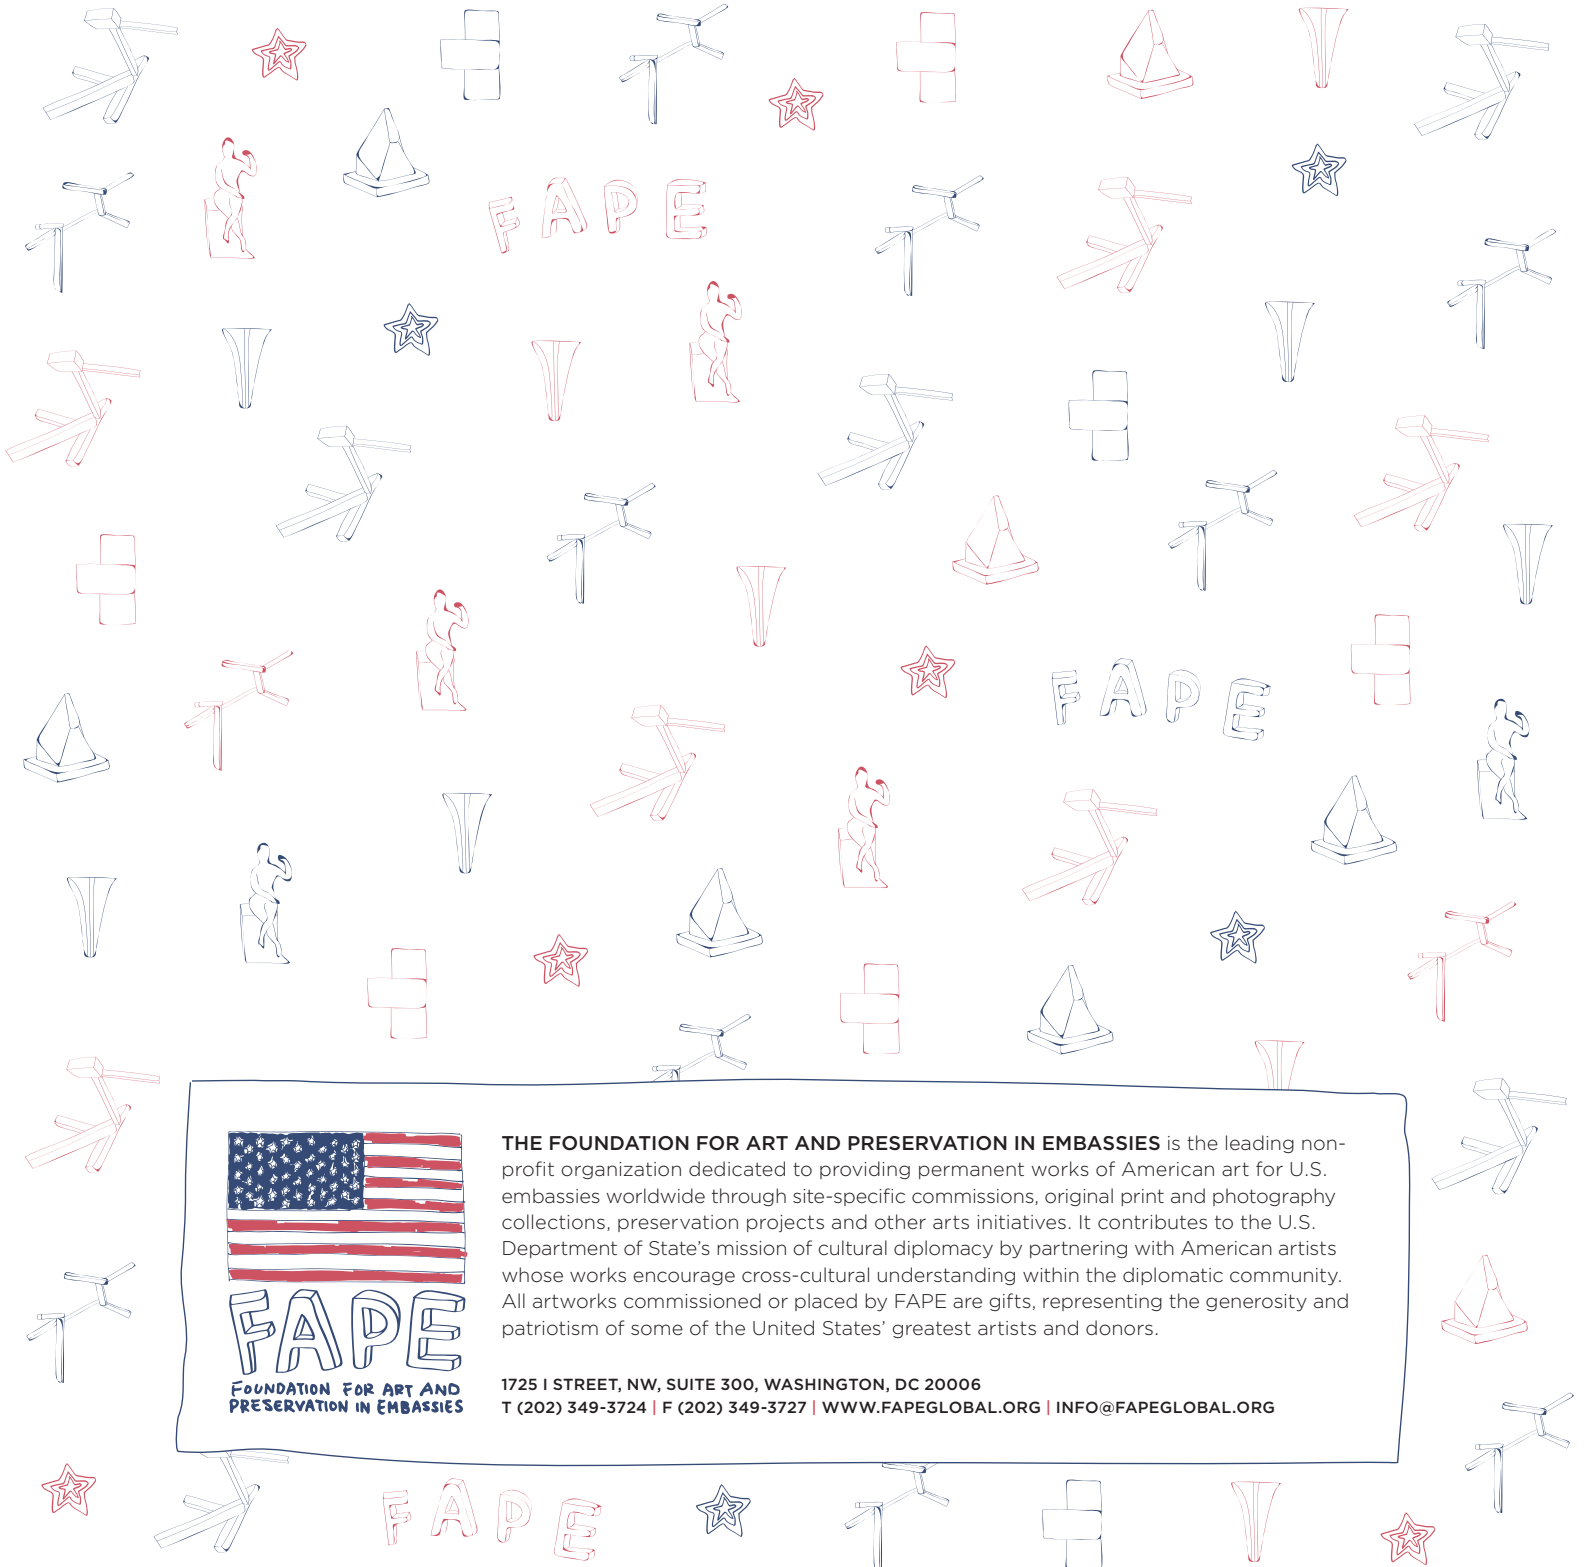 FAPE
FAPE
THE FOUNDATION FOR ART AND PRESERVATION IN EMBASSIES is the leading non-
profit organization dedicated to providing permanent works of American art for U.S.
embassies worldwide through site-specific commissions, original print and photography
collections, preservation projects and other arts initiatives. It contributes to the U.S.
Department of State's mission of cultural diplomacy by partnering with American artists
whose works encourage cross-cultural understanding within the diplomatic community.
All artworks commissioned or placed by FAPE are gifts, representing the generosity and
patriotism of some of the United States' greatest artists and donors.
FAPE
FOUNDATION FOR ART AND
PRESERVATION IN EMBASSIES
1725 I STREET, NW, SUITE 300, WASHINGTON, DC 20006
T (202) 349-3724 | F (202) 349-3727 | WWW.FAPEGLOBAL.ORG | INFO@FAPEGLOBAL.ORG
FAPE